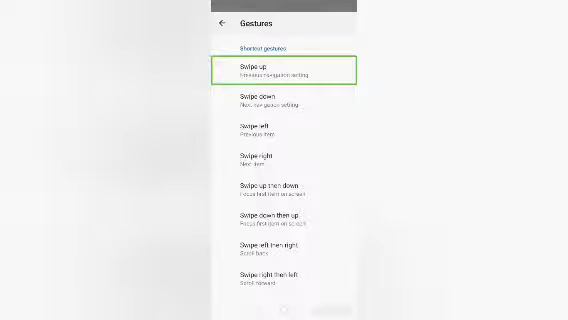 Gestures
Shortcut gestures
Swipe up
Previous navigation setting
Swipe down
Next navigation setting
Swipe left
Previous item
Swipe right
Next item
Swipe up then down
Focus first item on screen
Swipe down then up
Focus first item on screen
Swipe left then right
Scroll back
Swipe right then left
Scroll forward